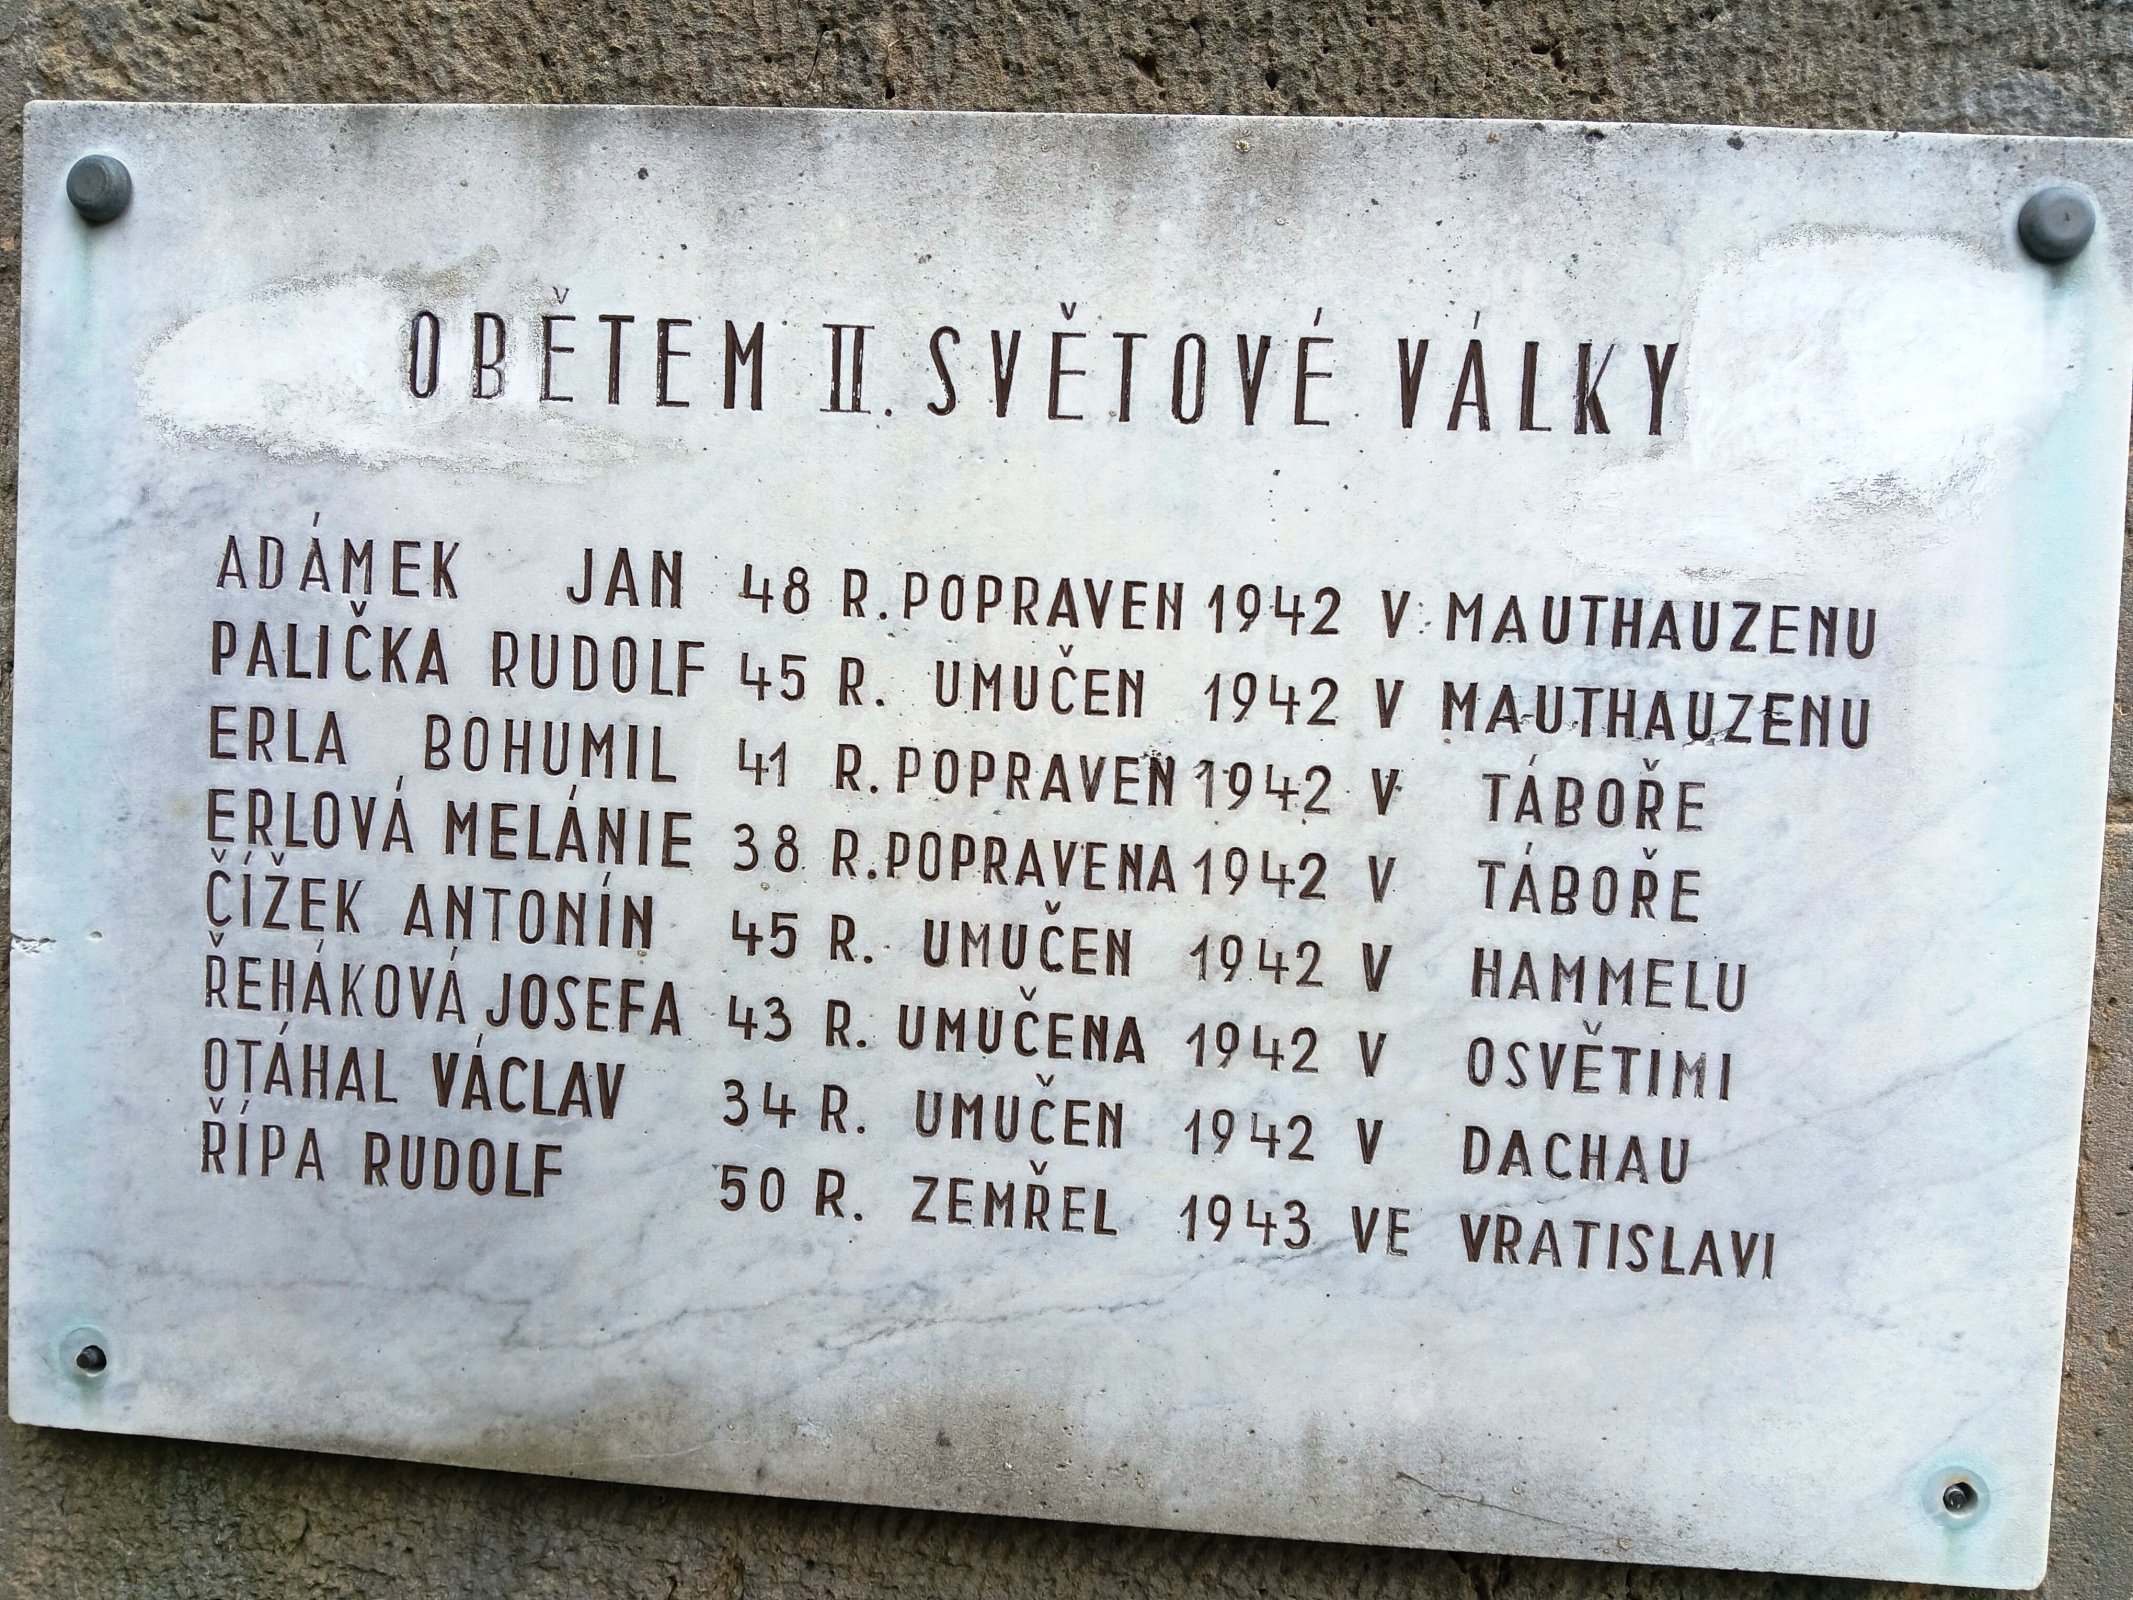 OBĚTEM II. SVĚTOVÉ VÁLKY
ADÁMEK JAN 48 R. POPRAVEN 1942 V MAUTHAUZENU
PALIČKA RUDOLF 45 R. UMUČEN 1942 V MAUTHAUZENU
ERLA BOHUMIL 41 R. POPRAVEN 1942 V TÁBOŘE
ERLOVÁ MELÁNIE 38 R. POPRAVENA 1942 V TÁBOŘE
ČÍŽEK ANTONÍN 45 R. UMUČEN 1942 V HAMMELU
ŘEHÁKOVÁ JOSEFA 43 R. UMUČENA 1942 V OSVĚTIMI
OTÁHAL VÁCLAV 34 R. UMUČEN 1942 V DACHAU
ŘÍPA RUDOLF 50 R. ZEMŘEL 1943 VE VRATISLAVI